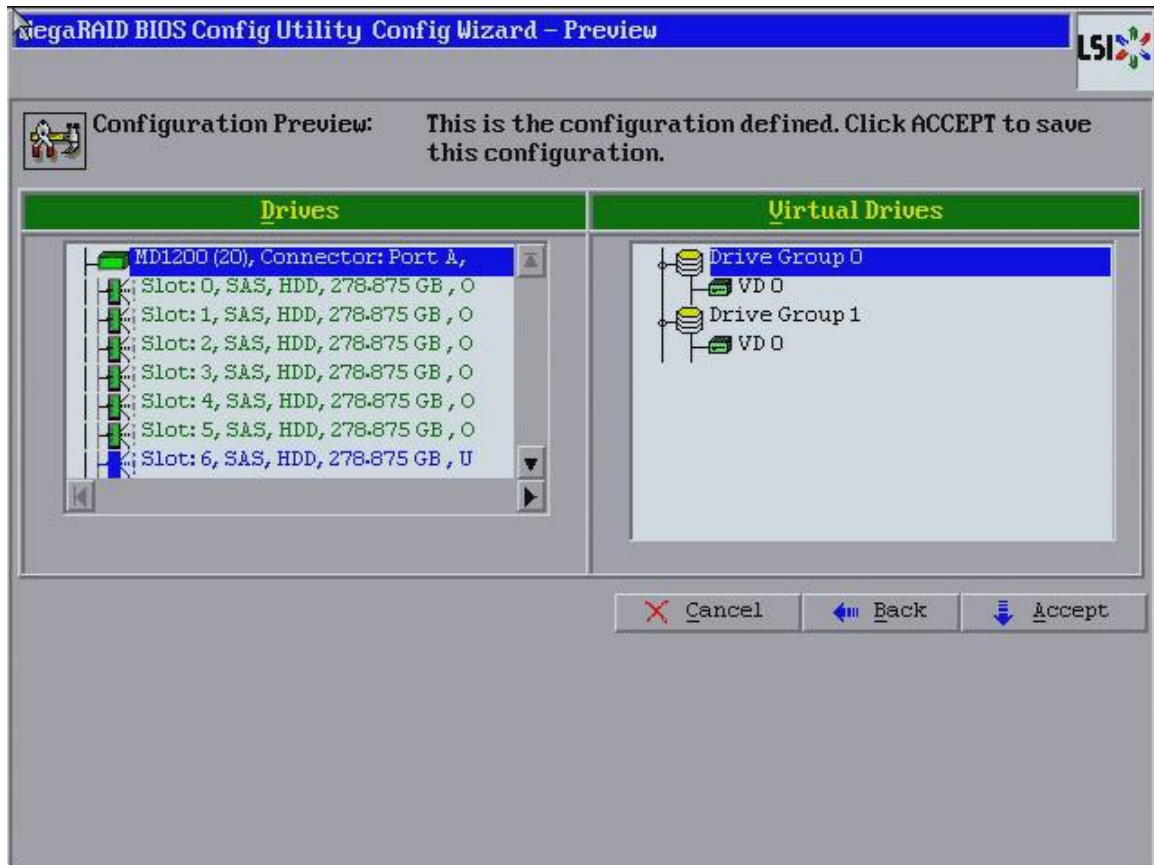 MegaRAID BIOS Config Utility Config Wizard – Preview
LSI
Configuration Preview:
This is the configuration defined. Click ACCEPT to save
this configuration.
Drives
MD1200 (20), Connector: Port A,
Slot: 0, SAS, HDD, 278.875 GB , O
Slot: 1, SAS, HDD, 278.875 GB , O
Slot: 2, SAS, HDD, 278.875 GB , O
Slot: 3, SAS, HDD, 278.875 GB , O
Slot: 4, SAS, HDD, 278.875 GB , O
Slot: 5, SAS, HDD, 278.875 GB , O
Slot: 6, SAS, HDD, 278.875 GB , U
Virtual Drives
Drive Group 0
VD 0
Drive Group 1
VD 0
Cancel
Back
Accept